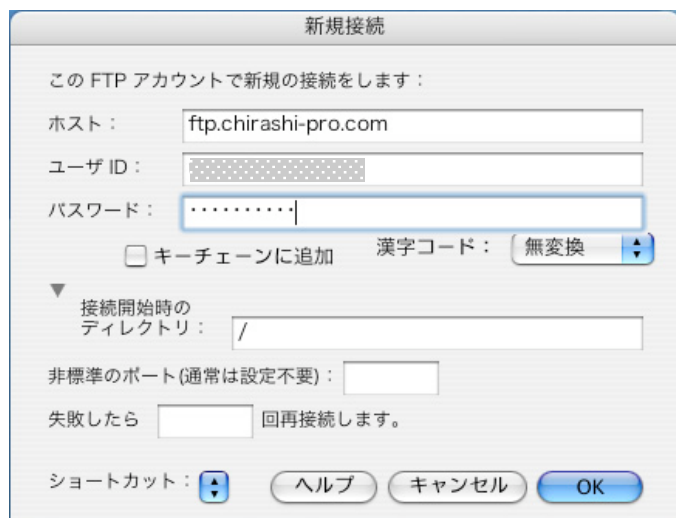 新規接続
この FTP アカウントで新規の接続をします：
ホスト： ftp.chirashi-pro.com
ユーザ ID：
パスワード： ··········
キーチェーンに追加 漢字コード： 無変換
接続開始時の
ディレクトリ： /
非標準のポート(通常は設定不要)：
失敗したら 回再接続します。
ショートカット： ヘルプ キャンセル OK